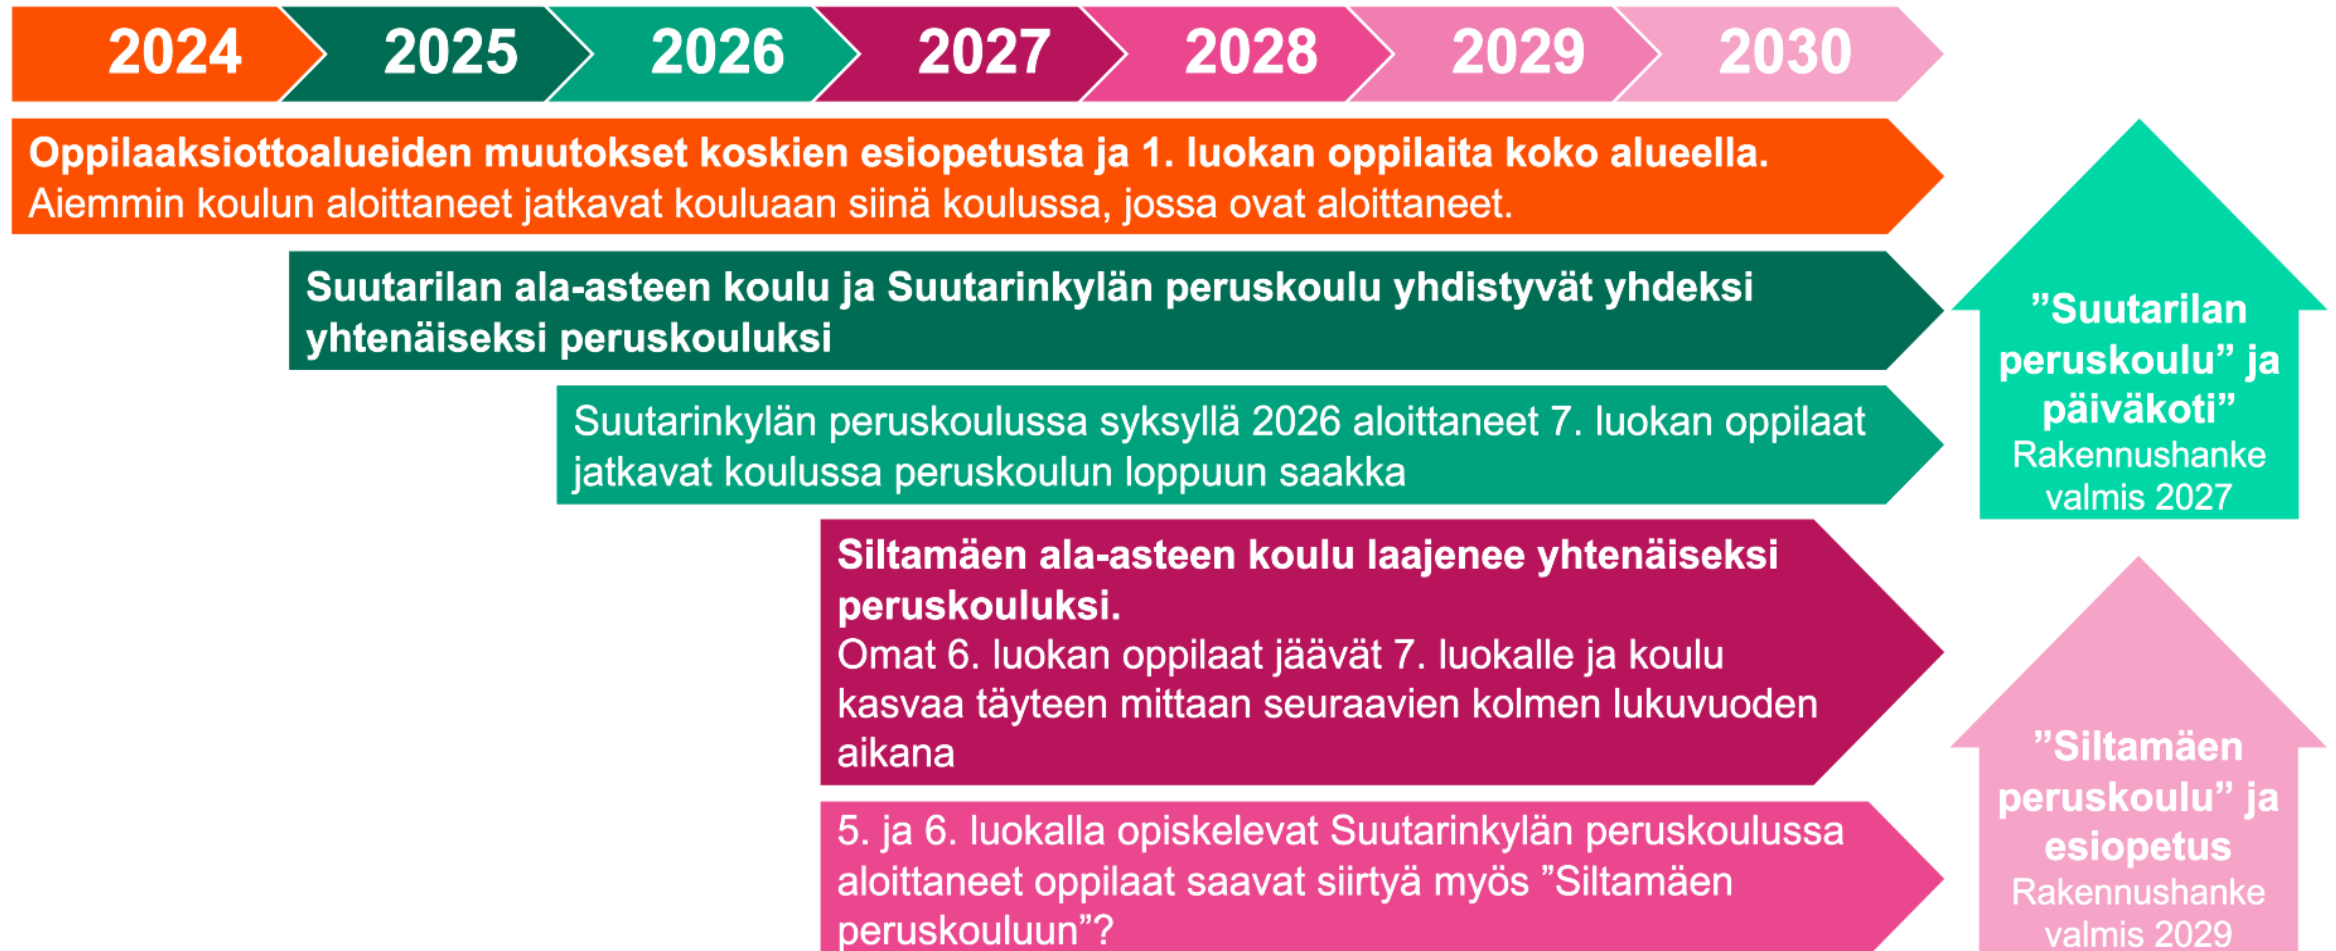 2024
2025
2026
2027
2028
2029
2030
Oppilaaksiottoalueiden muutokset koskien esiopetusta ja 1. luokan oppilaita koko alueella.
Aiemmin koulun aloittaneet jatkavat kouluaan siinä koulussa, jossa ovat aloittaneet.
Suutarilan ala-asteen koulu ja Suutarinkylän peruskoulu yhdistyvät yhdeksi
yhtenäiseksi peruskouluksi
Suutarinkylän peruskoulussa syksyllä 2026 aloittaneet 7. luokan oppilaat
jatkavat koulussa peruskoulun loppuun saakka
Siltamäen ala-asteen koulu laajenee yhtenäiseksi
peruskouluksi.
Omat 6. luokan oppilaat jäävät 7. luokalle ja koulu
kasvaa täyteen mittaan seuraavien kolmen lukuvuoden
aikana
5. ja 6. luokalla opiskelevat Suutarinkylän peruskoulussa
aloittaneet oppilaat saavat siirtyä myös ”Siltamäen
peruskouluun”?
”Suutarilan
peruskoulu” ja
päiväkoti”
Rakennushanke
valmis 2027
”Siltamäen
peruskoulu” ja
esiopetus
Rakennushanke
valmis 2029